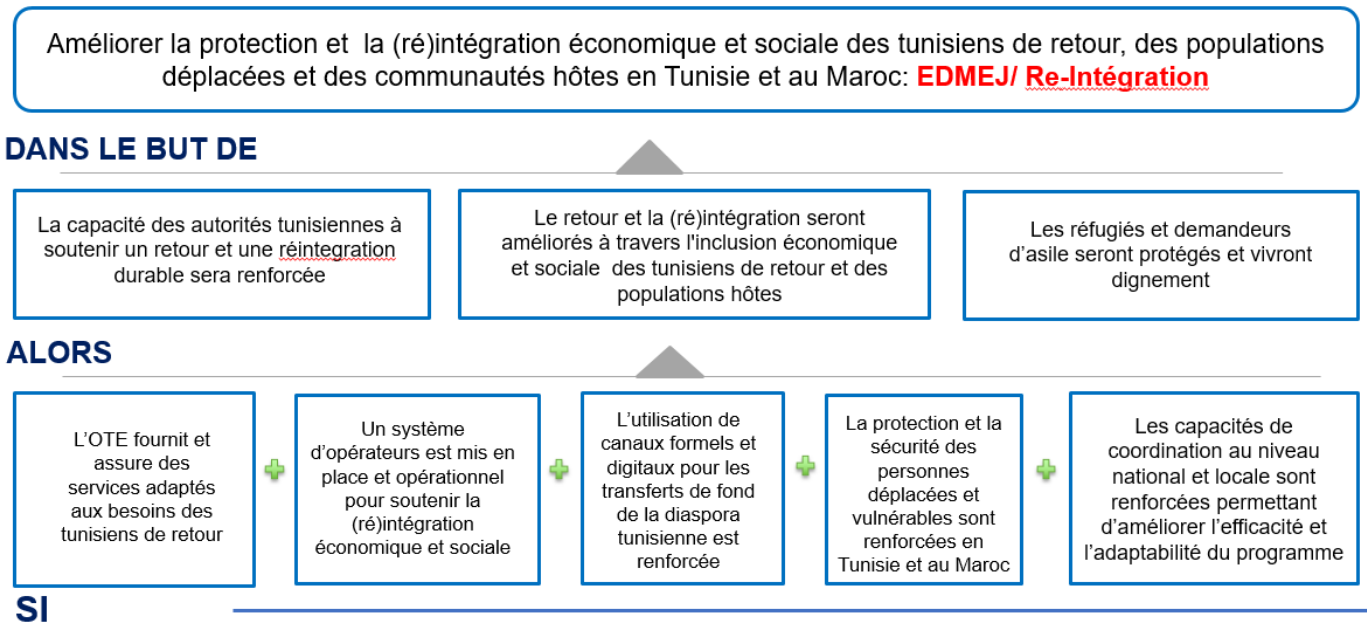 Améliorer la protection et  la (ré)intégration économique et sociale des tunisiens de retour, des populations
déplacées et des communautés hôtes en Tunisie et au Maroc: EDMEJ/ Re-Intégration
DANS LE BUT DE
La capacité des autorités tunisiennes à
soutenir un retour et une réintegration
durable sera renforcée
Le retour et la (ré)intégration seront
améliorés à travers l'inclusion économique
et sociale  des tunisiens de retour et des
populations hôtes
Les réfugiés et demandeurs
d’asile seront protégés et vivront
dignement
ALORS
L’OTE fournit et
assure des
services adaptés
aux besoins des
tunisiens de retour
Un système
d’opérateurs est mis en
place et opérationnel
pour soutenir la
(ré)intégration
économique et sociale
L’utilisation de
canaux formels et
digitaux pour les
transferts de fond
de la diaspora
tunisienne est
renforcée
La protection et la
sécurité des
personnes
déplacées et
vulnérables sont
renforcées en
Tunisie et au Maroc
Les capacités de
coordination au niveau
national et locale sont
renforcées permettant
d’améliorer l’efficacité et
l’adaptabilité du programme
SI